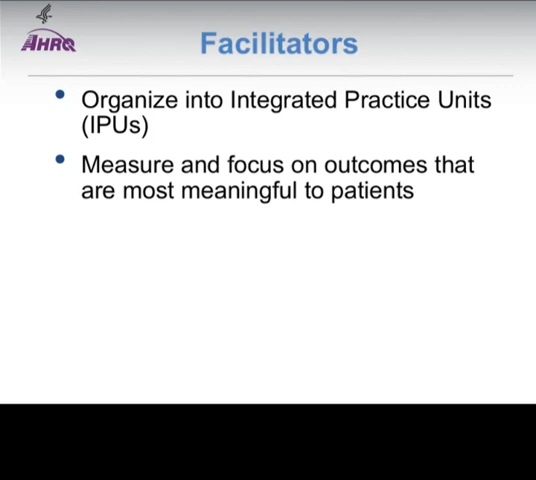 AHRQ
Facilitators
• Organize into Integrated Practice Units
(IPUs)
• Measure and focus on outcomes that
are most meaningful to patients